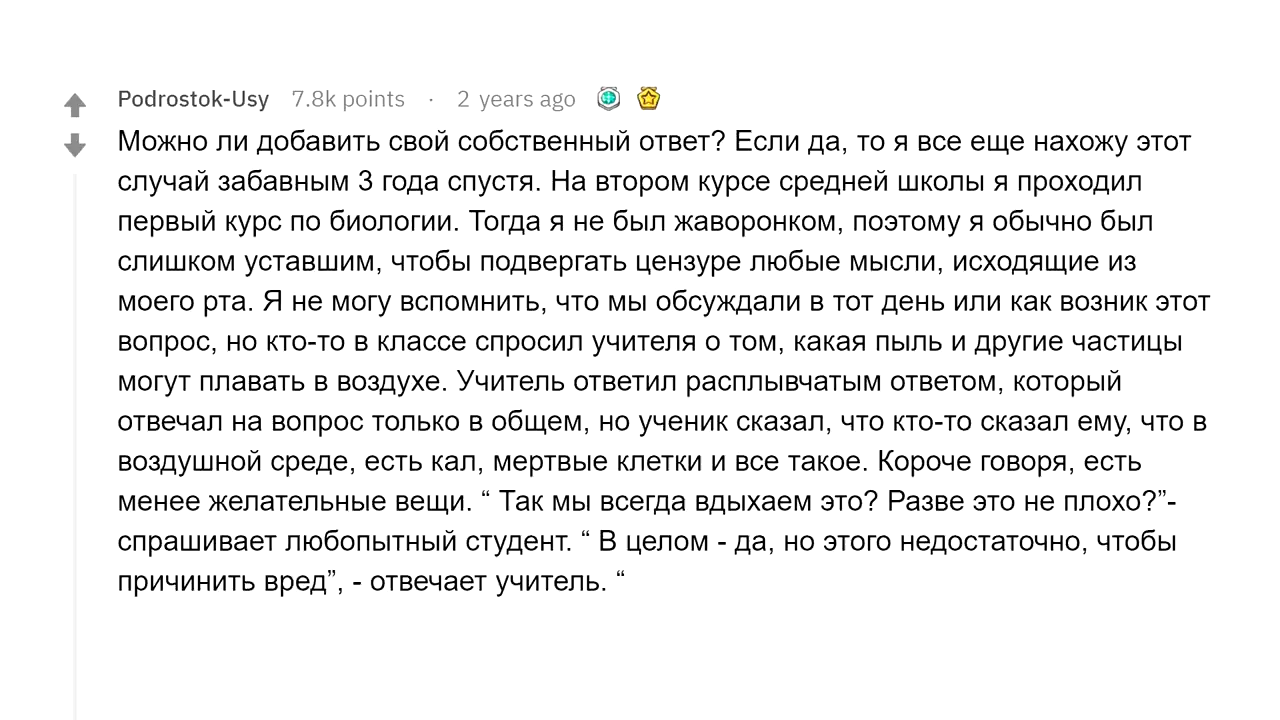 Podrostok-Usy 7.8k points · 2 years ago
Можно ли добавить свой собственный ответ? Если да, то я все еще нахожу этот
случай забавным 3 года спустя. На втором курсе средней школы я проходил
первый курс по биологии. Тогда я не был жаворонком, поэтому я обычно был
слишком уставшим, чтобы подвергать цензуре любые мысли, исходящие из
моего рта. Я не могу вспомнить, что мы обсуждали в тот день или как возник этот
вопрос, но кто-то в классе спросил учителя о том, какая пыль и другие частицы
могут плавать в воздухе. Учитель ответил расплывчатым ответом, который
отвечал на вопрос только в общем, но ученик сказал, что кто-то сказал ему, что в
воздушной среде, есть кал, мертвые клетки и все такое. Короче говоря, есть
менее желательные вещи. “ Так мы всегда вдыхаем это? Разве это не плохо?”-
спрашивает любопытный студент. “ В целом - да, но этого недостаточно, чтобы
причинить вред”, - отвечает учитель. “